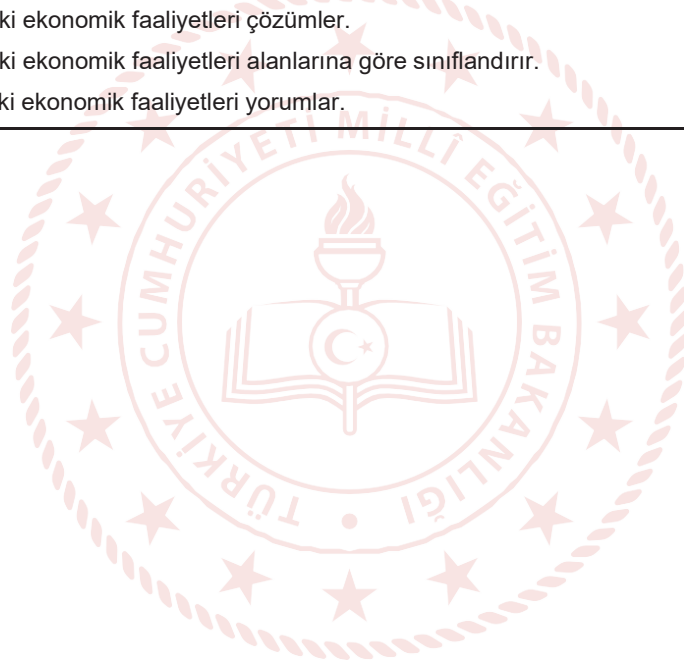 ki ekonomik faaliyetleri çözümler.
ki ekonomik faaliyetleri alanlarına göre sınıflandırır.
ki ekonomik faaliyetleri yorumlar.
TÜRKİYE CUMHURİYETİ MİLLÎ EĞİTİM BAKANLIĞI